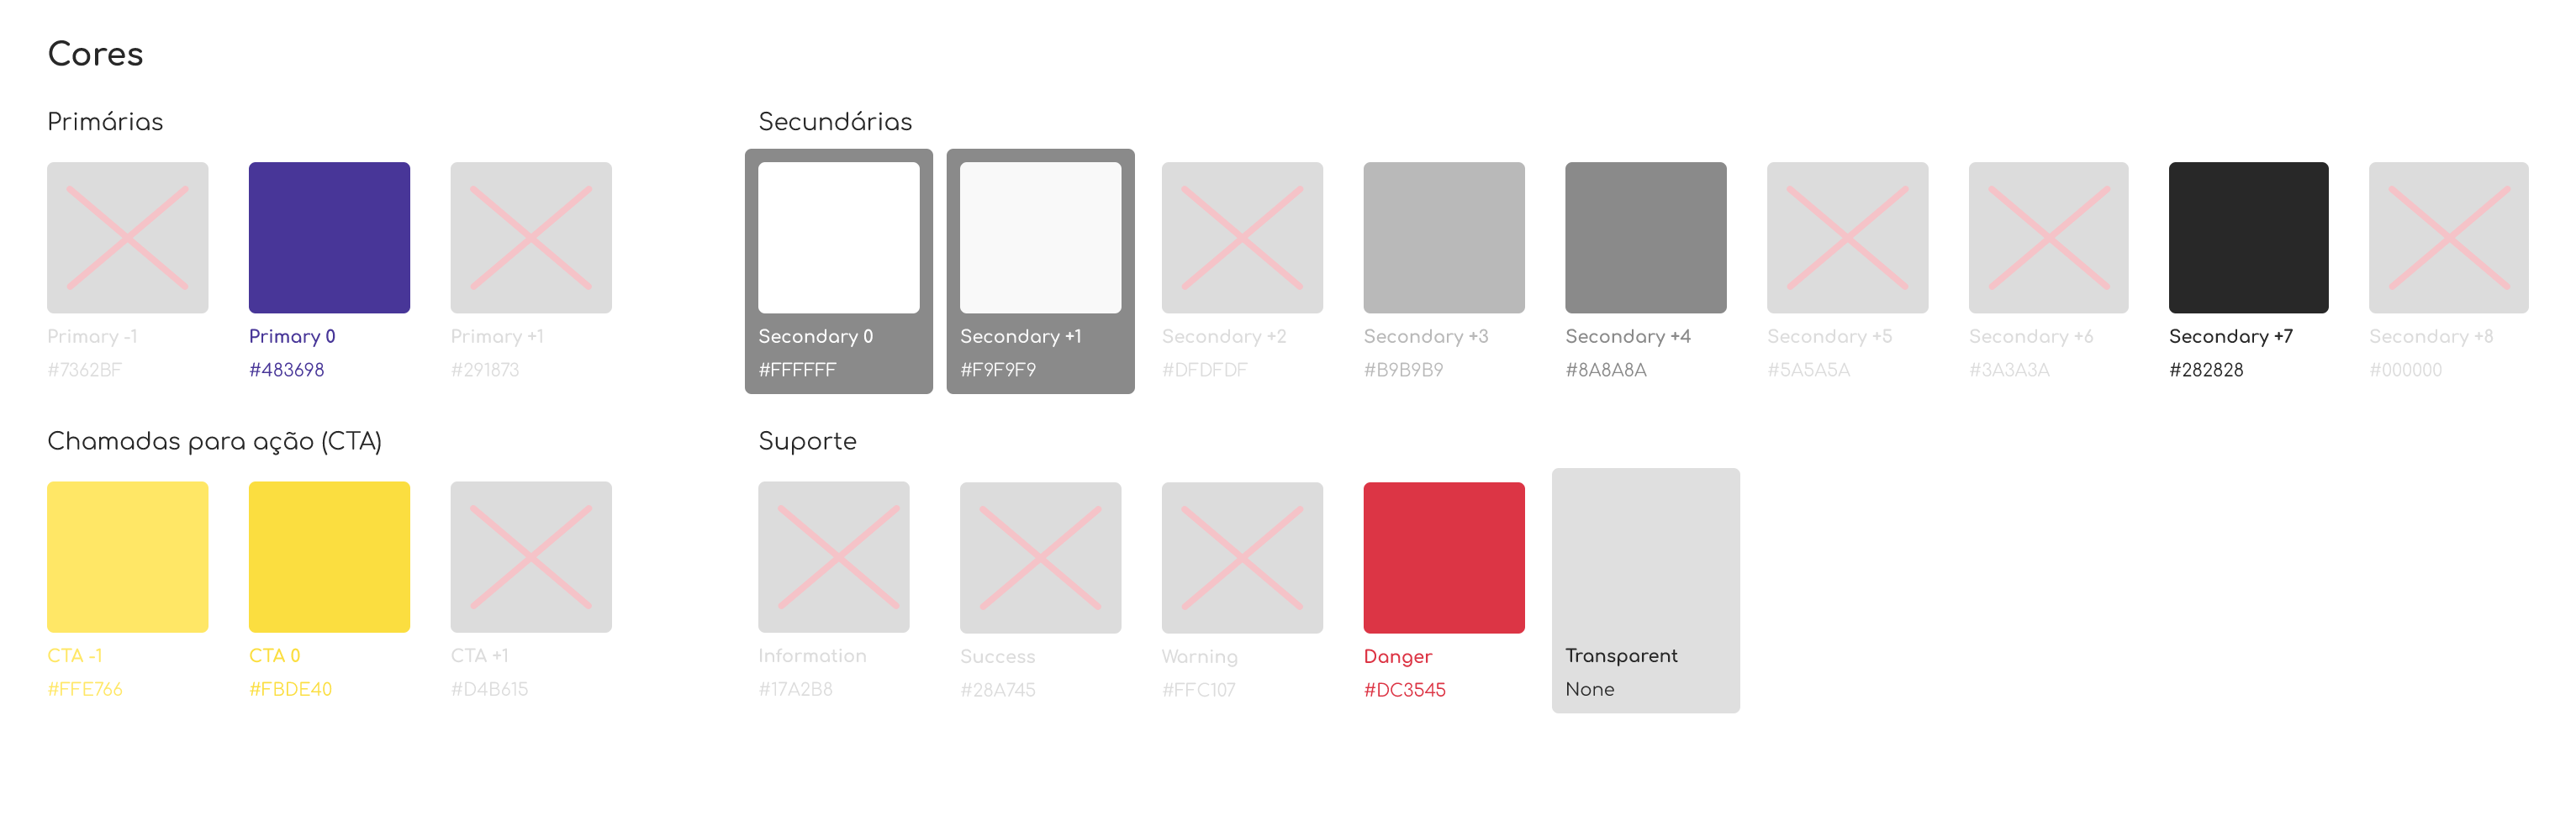 Cores
Primárias
Primary -1
#7362BF
Primary 0
#483698
Primary +1
#291873
Secundárias
Secondary 0
#FFFFFF
Secondary +1
#F9F9F9
Secondary +2
#DFDFDF
Secondary +3
#B9B9B9
Secondary +4
#8A8A8A
Secondary +5
#5A5A5A
Secondary +6
#3A3A3A
Secondary +7
#282828
Secondary +8
#000000
Chamadas para ação (CTA)
CTA -1
#FFE766
CTA 0
#FBDE40
CTA +1
#D4B615
Suporte
Information
#17A2B8
Success
#28A745
Warning
#FFC107
Danger
#DC3545
Transparent
None